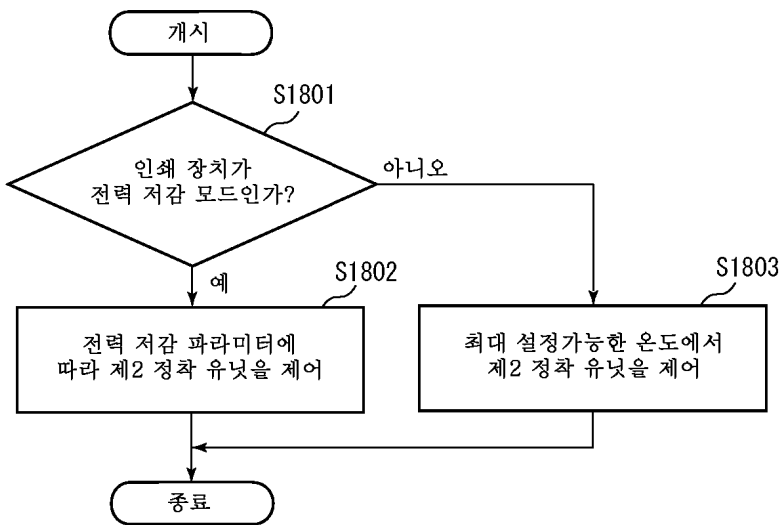 개시
S1801
인쇄 장치가
전력 저감 모드인가?
아니오
예
S1802
전력 저감 파라미터에
따라 제2 정착 유닛을 제어
S1803
최대 설정가능한 온도에서
제2 정착 유닛을 제어
종료